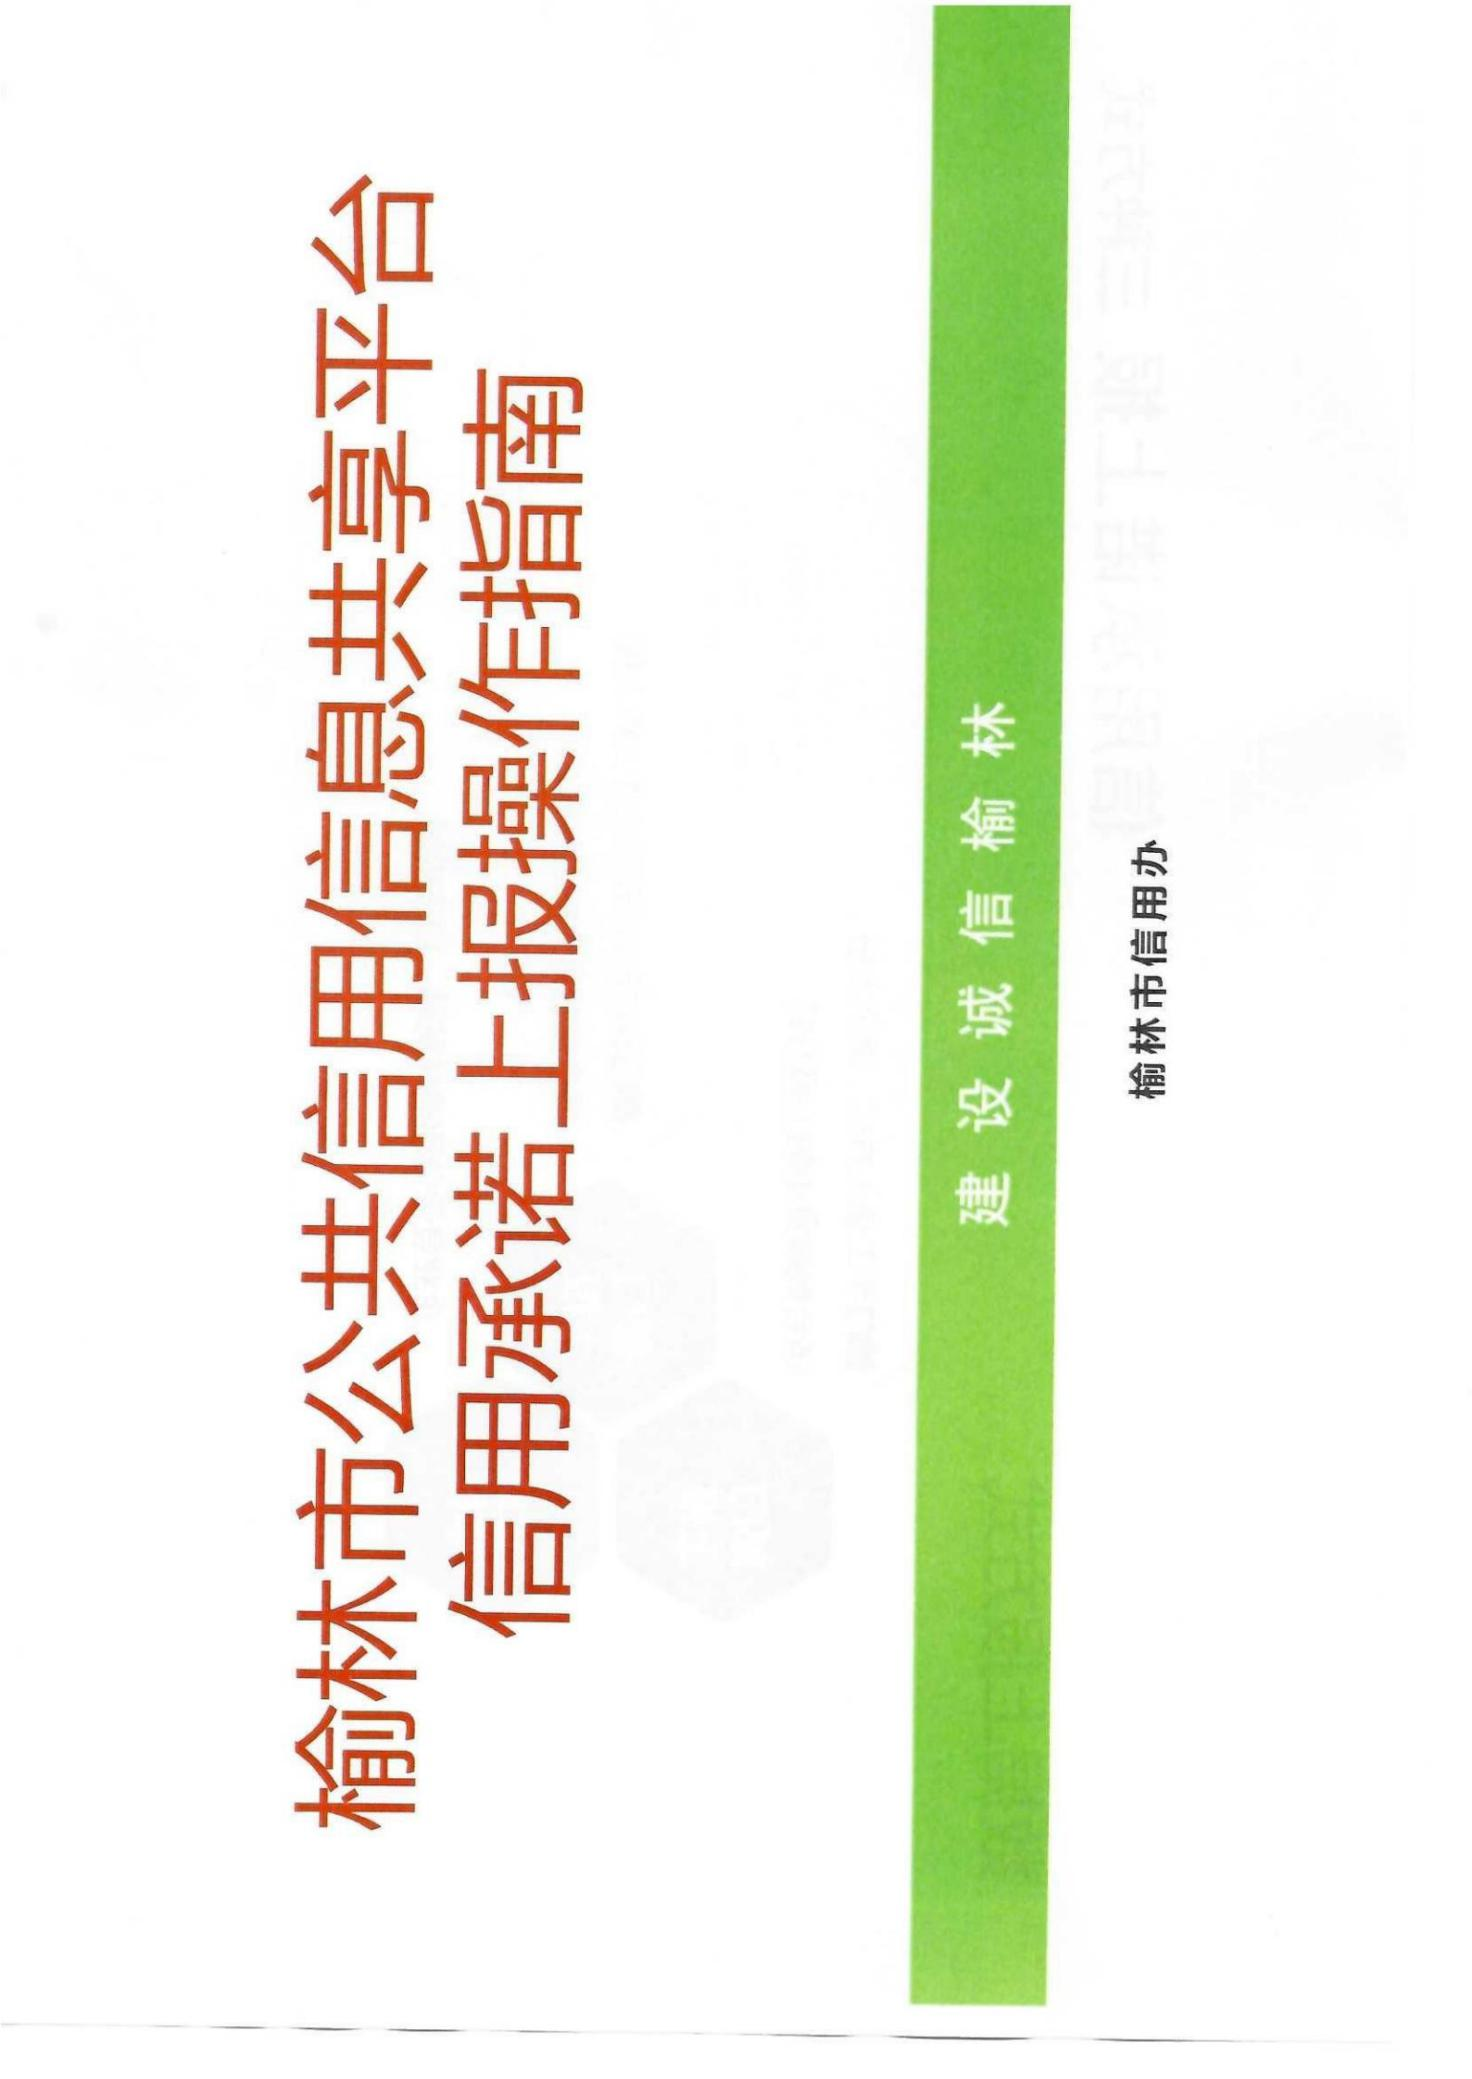 榆林市公共信用信息共享平台
信用承诺上报操作指南
建设诚信榆林
榆林市信用办